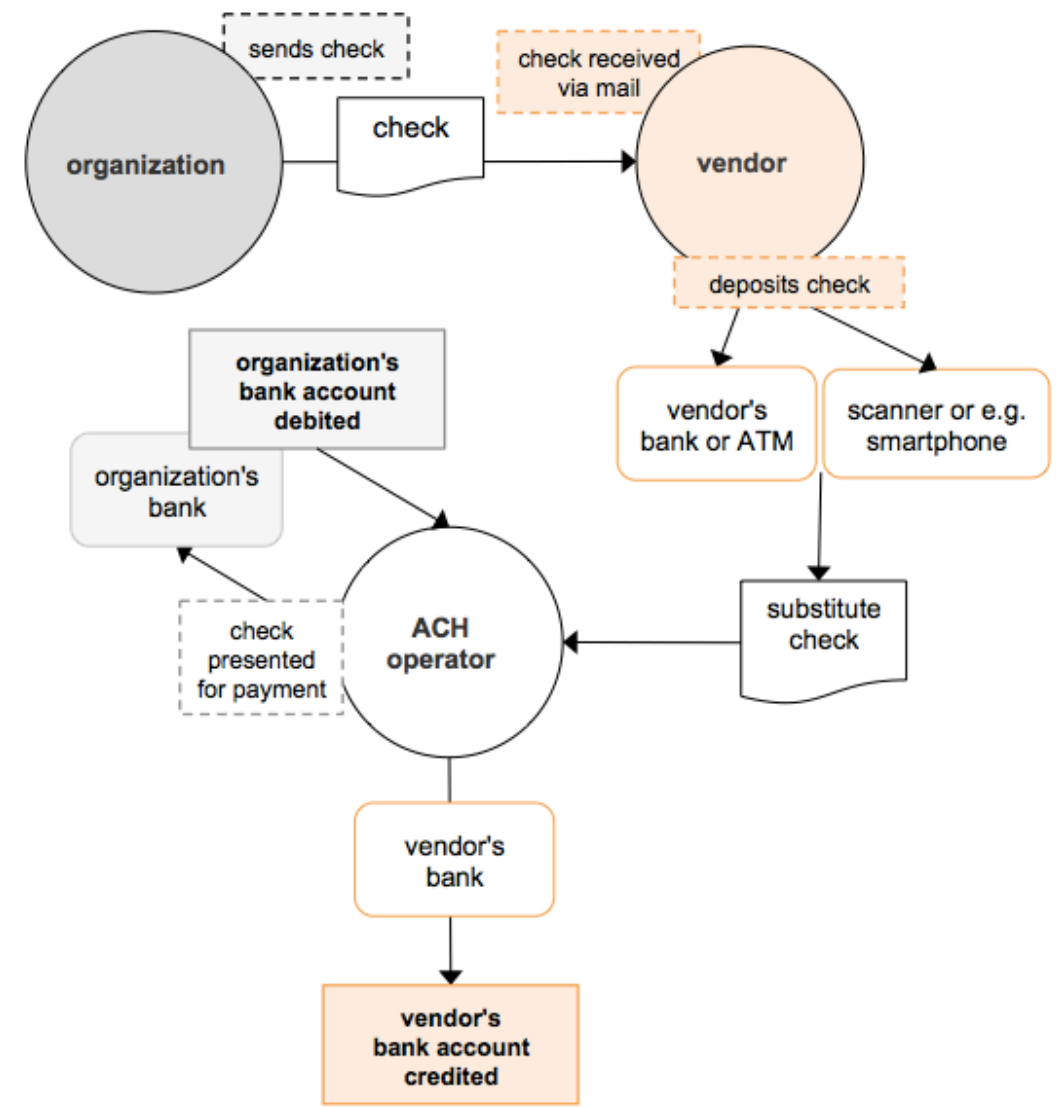 sends check
check received
via mail
check
organization
vendor
deposits check
organization's
bank account
debited
vendor's
bank or ATM
scanner or e.g.
smartphone
organization's
bank
substitute
check
ACH
operator
check
presented
for payment
vendor's
bank
vendor's
bank account
credited